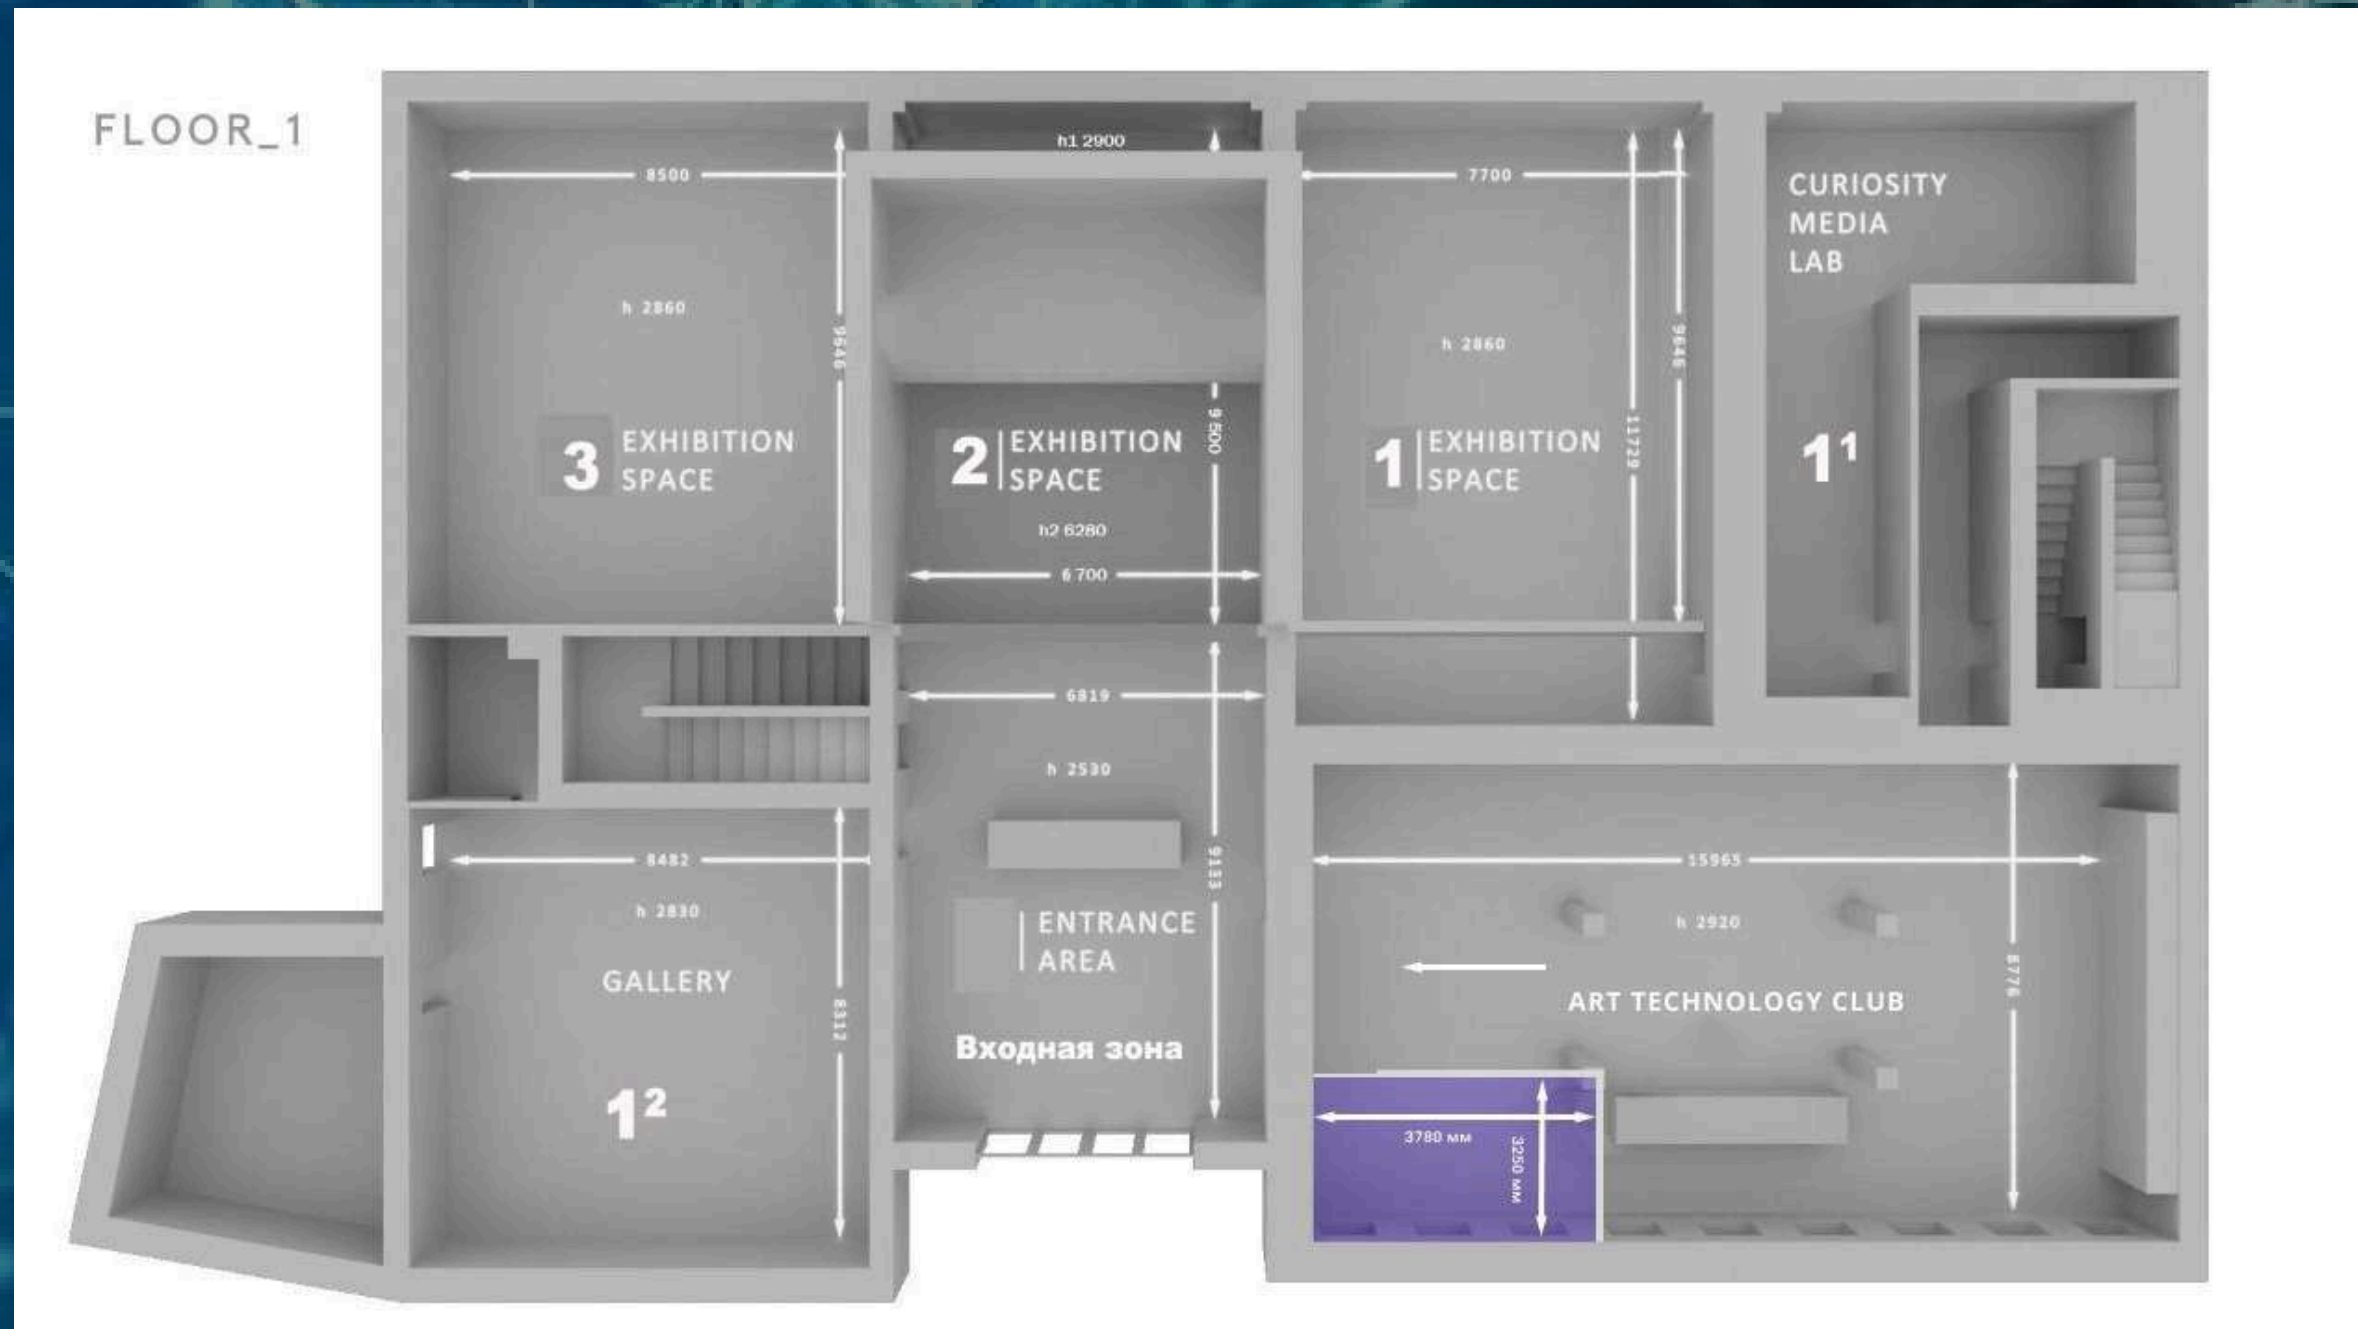 FLOOR_1
h1 2900
8500
7700
CURIOSITY
MEDIA
LAB
h 2860
9646
h 2860
9646
3 EXHIBITION
SPACE
2 EXHIBITION
SPACE
9 500
1 EXHIBITION
SPACE
11729
1¹
h2 6280
6 700
6819
h 2530
8482
h 2830
GALLERY
8312
1²
9133
ENTRANCE
AREA
Входная зона
15965
h 2920
8776
ART TECHNOLOGY CLUB
3780 мм
3250 мм